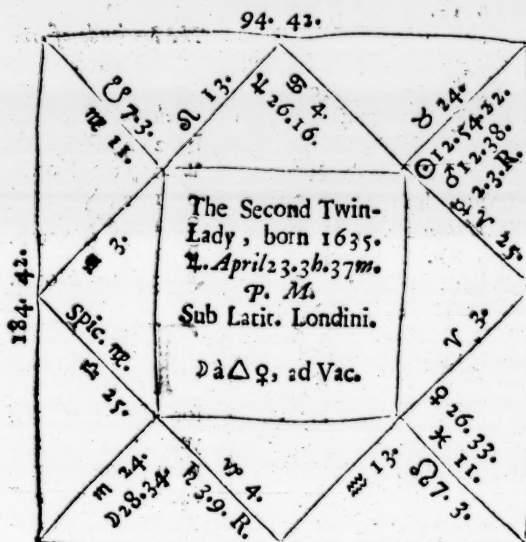 94. 42.
♋ 4.
♃ 26.16.
♌ 13.
☋ 7.3.
♍ 11.
♉ 24.
☉ 12.54.22.
♂ 12.38.
☿ 2.3. R.
♈ 25.
The Second Twin-
Lady, born 1635.
♃. April 23. 3h. 37m.
P. M.
Sub Latit. Londini.
☽ à △ ♀, ad Vac.
184. 42.
♎ 3.
Spic. ♍.
♎ 25.
♏ 24.
☽ 28.34.
♄ 3.9. R.
♑ 4.
♈ 3.
♀ 26.33.
♓ 11.
☊ 7.3.
♒ 13.